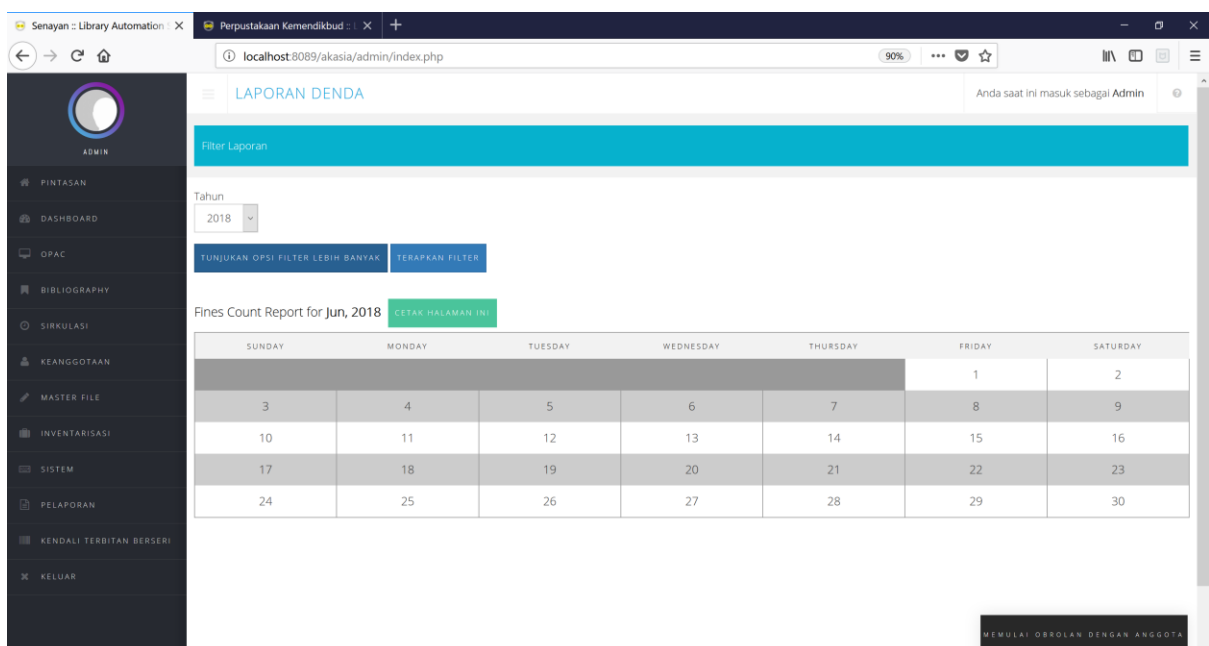 Senayan :: Library Automation S
Perpustakaan Kemendikbud :: L
localhost:8089/akasia/admin/index.php
90%
ADMIN
PINTASAN
DASHBOARD
OPAC
BIBLIOGRAPHY
SIRKULASI
KEANGGOTAAN
MASTER FILE
INVENTARISASI
SISTEM
PELAPORAN
KENDALI TERBITAN BERSERI
KELUAR
LAPORAN DENDA
Anda saat ini masuk sebagai Admin
Filter Laporan
Tahun
2018
TUNJUKAN OPSI FILTER LEBIH BANYAK TERAPKAN FILTER
Fines Count Report for Jun, 2018 CETAK HALAMAN INI
SUNDAY MONDAY TUESDAY WEDNESDAY THURSDAY FRIDAY SATURDAY
1 2
3 4 5 6 7 8 9
10 11 12 13 14 15 16
17 18 19 20 21 22 23
24 25 26 27 28 29 30
MEMULAI OBROLAN DENGAN ANGGOTA